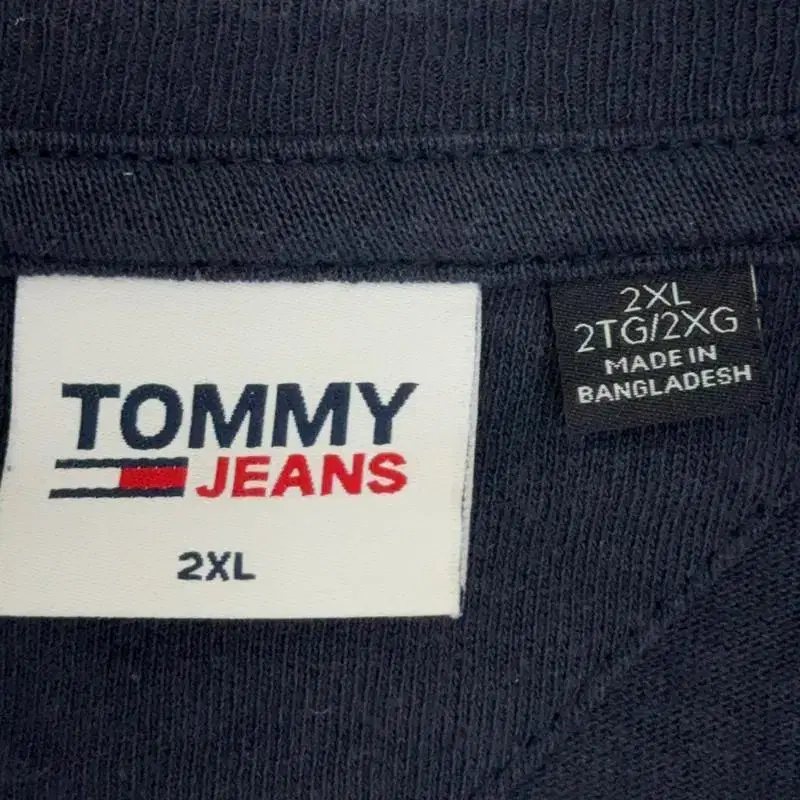 TOMMY
JEANS
2XL
2XL
2TG/2XG
MADE IN
BANGLADESH